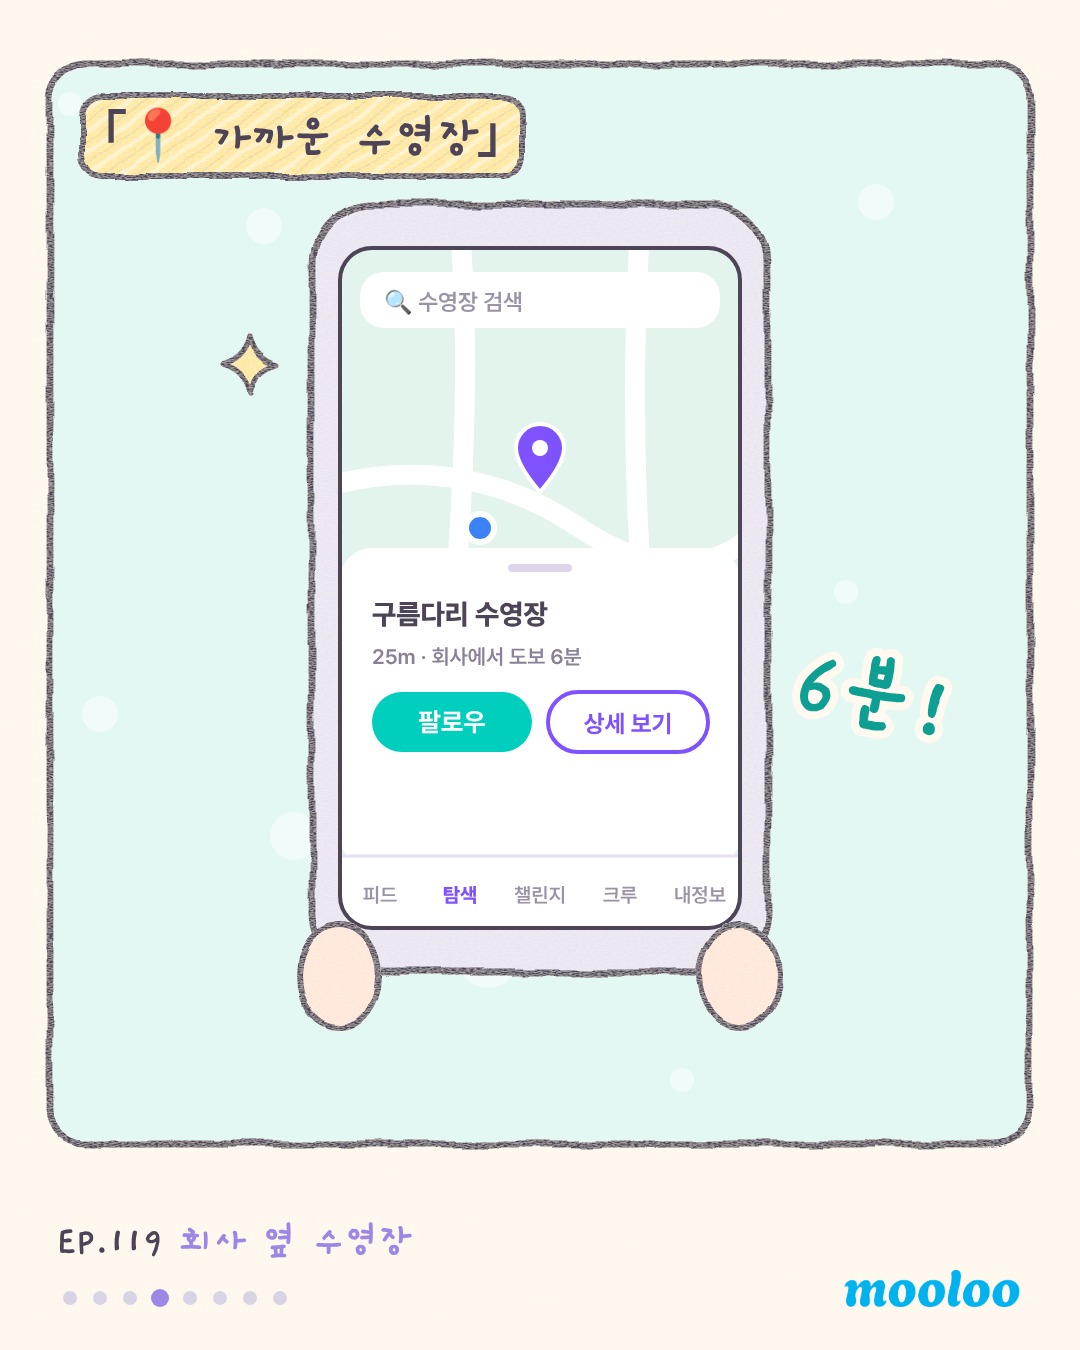 「📍 가까운 수영장」
🔍 수영장 검색
구름다리 수영장
25m · 회사에서 도보 6분
팔로우 상세 보기
6분!
피드 탐색 챌린지 크루 내정보
EP.119 회사 옆 수영장
mooloo